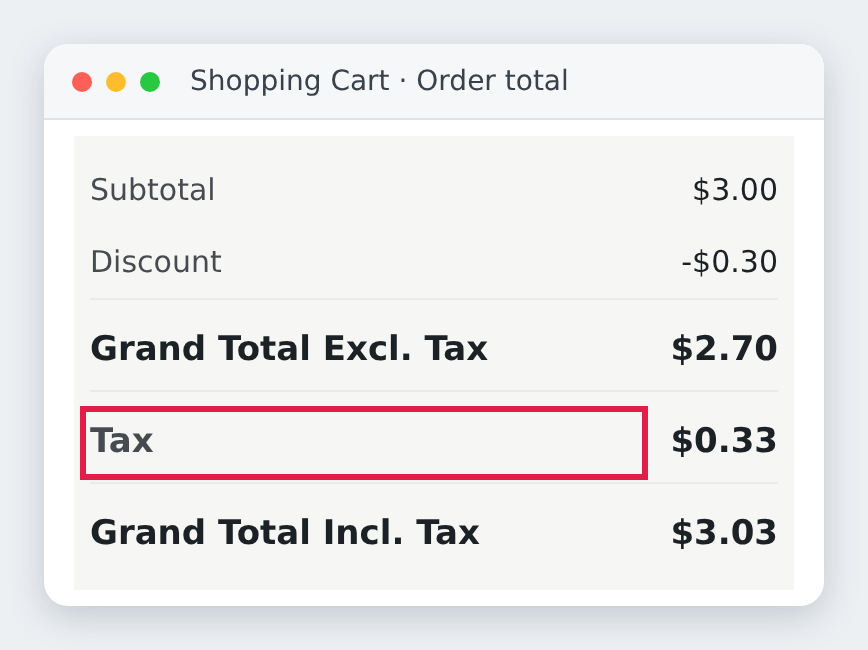 Shopping Cart · Order total
Subtotal $3.00
Discount -$0.30
Grand Total Excl. Tax $2.70
Tax $0.33
Grand Total Incl. Tax $3.03